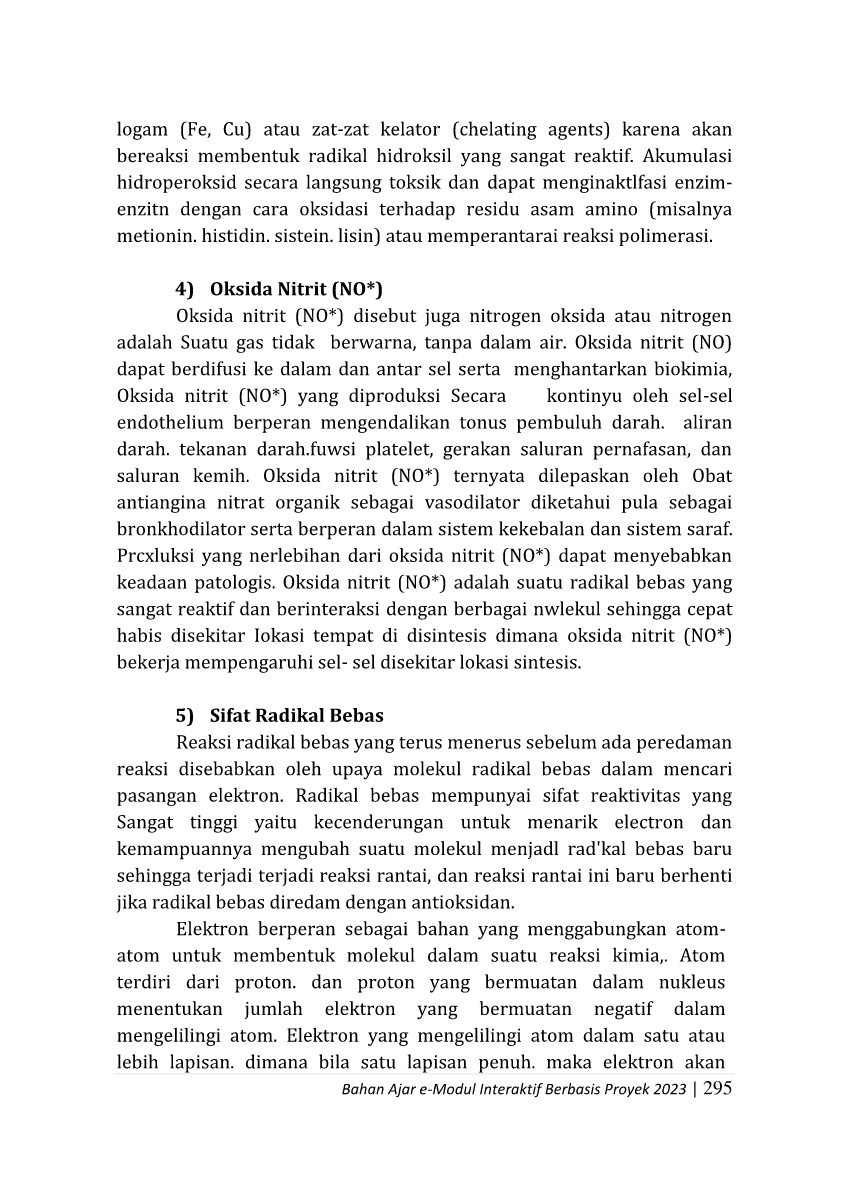 logam (Fe, Cu) atau zat-zat kelator (chelating agents) karena akan
bereaksi membentuk radikal hidroksil yang sangat reaktif. Akumulasi
hidroperoksid secara langsung toksik dan dapat menginaktlfasi enzim-
enzitn dengan cara oksidasi terhadap residu asam amino (misalnya
metionin. histidin. sistein. lisin) atau memperantarai reaksi polimerasi.
4) Oksida Nitrit (NO*)
Oksida nitrit (NO*) disebut juga nitrogen oksida atau nitrogen
adalah Suatu gas tidak berwarna, tanpa dalam air. Oksida nitrit (NO)
dapat berdifusi ke dalam dan antar sel serta menghantarkan biokimia,
Oksida nitrit (NO*) yang diproduksi Secara kontinyu oleh sel-sel
endothelium berperan mengendalikan tonus pembuluh darah. aliran
darah. tekanan darah.fuwsi platelet, gerakan saluran pernafasan, dan
saluran kemih. Oksida nitrit (NO*) ternyata dilepaskan oleh Obat
antiangina nitrat organik sebagai vasodilator diketahui pula sebagai
bronkhodilator serta berperan dalam sistem kekebalan dan sistem saraf.
Prcxluksi yang nerlebihan dari oksida nitrit (NO*) dapat menyebabkan
keadaan patologis. Oksida nitrit (NO*) adalah suatu radikal bebas yang
sangat reaktif dan berinteraksi dengan berbagai nwlekul sehingga cepat
habis disekitar Iokasi tempat di disintesis dimana oksida nitrit (NO*)
bekerja mempengaruhi sel- sel disekitar lokasi sintesis.
5) Sifat Radikal Bebas
Reaksi radikal bebas yang terus menerus sebelum ada peredaman
reaksi disebabkan oleh upaya molekul radikal bebas dalam mencari
pasangan elektron. Radikal bebas mempunyai sifat reaktivitas yang
Sangat tinggi yaitu kecenderungan untuk menarik electron dan
kemampuannya mengubah suatu molekul menjadl rad'kal bebas baru
sehingga terjadi terjadi reaksi rantai, dan reaksi rantai ini baru berhenti
jika radikal bebas diredam dengan antioksidan.
Elektron berperan sebagai bahan yang menggabungkan atom-
atom untuk membentuk molekul dalam suatu reaksi kimia,. Atom
terdiri dari proton. dan proton yang bermuatan dalam nukleus
menentukan jumlah elektron yang bermuatan negatif dalam
mengelilingi atom. Elektron yang mengelilingi atom dalam satu atau
lebih lapisan. dimana bila satu lapisan penuh. maka elektron akan
Bahan Ajar e-Modul Interaktif Berbasis Proyek 2023 | 295